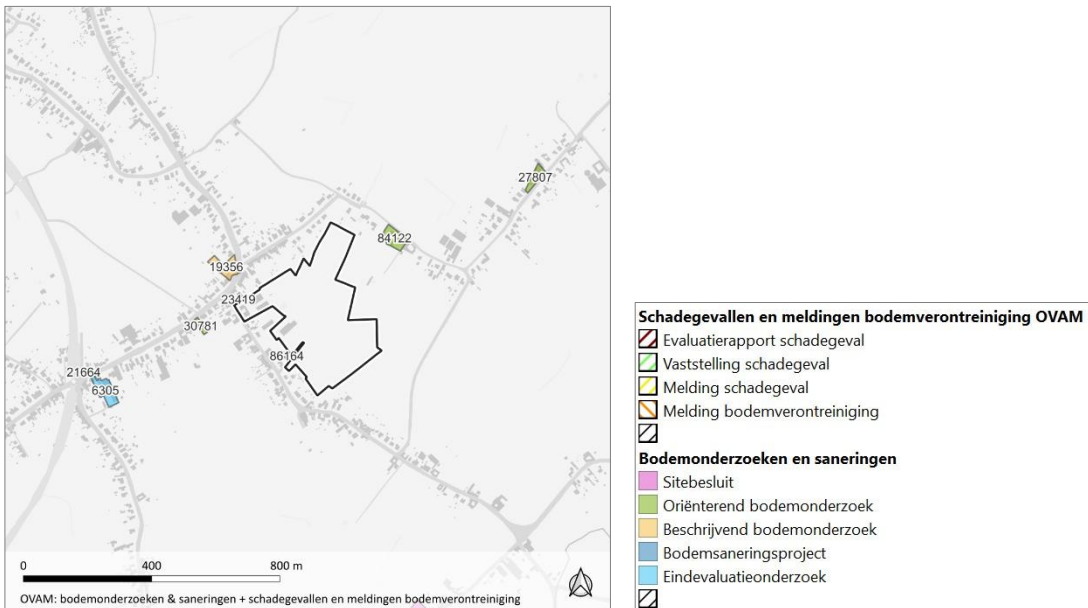 27807
84122
19356
23419
30781
86164
21664
6305
0 400 800 m
OVAM: bodemonderzoeken & saneringen + schadegevallen en meldingen bodemverontreiniging
Schadegevallen en meldingen bodemverontreiniging OVAM
Evaluatierapport schadegeval
Vaststelling schadegeval
Melding schadegeval
Melding bodemverontreiniging
Bodemonderzoeken en saneringen
Sitebesluit
Oriënterend bodemonderzoek
Beschrijvend bodemonderzoek
Bodemsaneringsproject
Eindevaluatieonderzoek